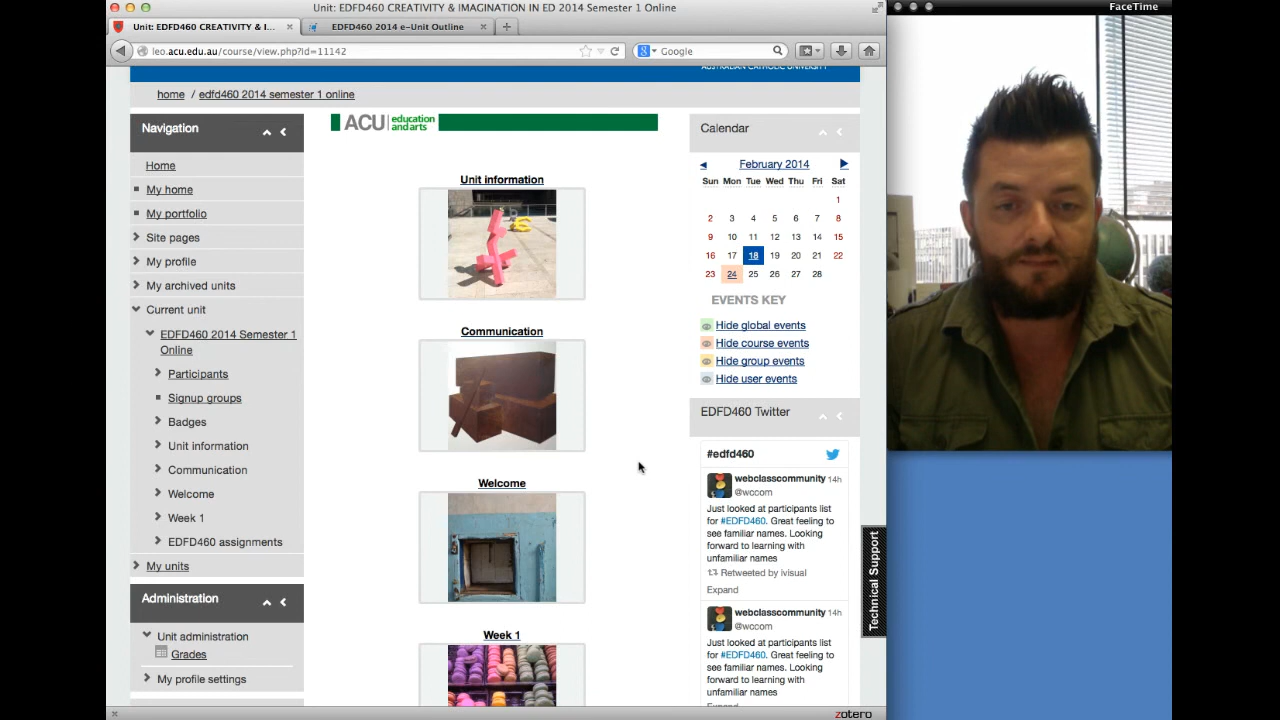 Unit: EDFD460 CREATIVITY & IMAGINATION IN ED 2014 Semester 1 Online
FaceTime
Unit: EDFD460 CREATIVITY & I...
EDFD460 2014 e-Unit Outline
leo.acu.edu.au/course/view.php?id=11142
Google
AUSTRALIAN CATHOLIC UNIVERSITY
home / edfd460 2014 semester 1 online
Navigation
Home
My home
My portfolio
Site pages
My profile
My archived units
Current unit
EDFD460 2014 Semester 1
Online
Participants
Signup groups
Badges
Unit information
Communication
Welcome
Week 1
EDFD460 assignments
My units
Administration
Unit administration
Grades
My profile settings
ACU education
and arts
Unit information
Communication
Welcome
Week 1
Calendar
February 2014
Sun Mon Tue Wed Thu Fri Sat
1
2 3 4 5 6 7 8
9 10 11 12 13 14 15
16 17 18 19 20 21 22
23 24 25 26 27 28
EVENTS KEY
Hide global events
Hide course events
Hide group events
Hide user events
EDFD460 Twitter
#edfd460
webclasscommunity 14h
@wccom
Just looked at participants list
for #EDFD460. Great feeling to
see familiar names. Looking
forward to learning with
unfamiliar names
Retweeted by ivisual
Expand
webclasscommunity 14h
@wccom
Just looked at participants list
for #EDFD460. Great feeling to
see familiar names. Looking
forward to learning with
unfamiliar names
Expand
Technical Support
zotero